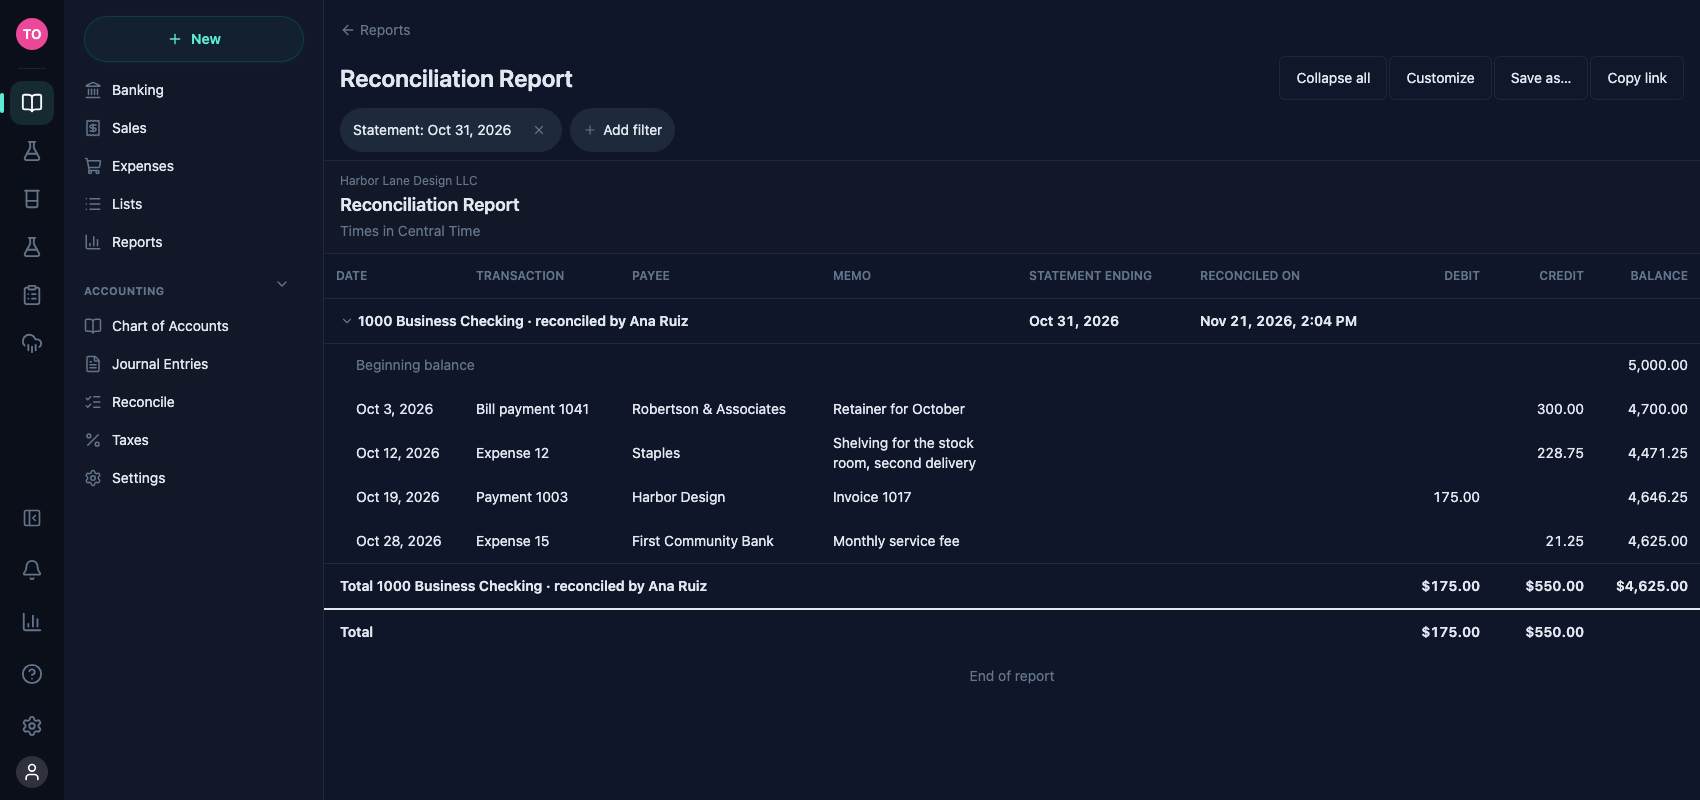 TO
New
Banking
Sales
Expenses
Lists
Reports
ACCOUNTING
Chart of Accounts
Journal Entries
Reconcile
Taxes
Settings
Reports
Reconciliation Report
Collapse all Customize Save as... Copy link
Statement: Oct 31, 2026 Add filter
Harbor Lane Design LLC
Reconciliation Report
Times in Central Time
DATE TRANSACTION PAYEE MEMO STATEMENT ENDING RECONCILED ON DEBIT CREDIT BALANCE
1000 Business Checking · reconciled by Ana Ruiz Oct 31, 2026 Nov 21, 2026, 2:04 PM
Beginning balance 5,000.00
Oct 3, 2026 Bill payment 1041 Robertson & Associates Retainer for October 300.00 4,700.00
Oct 12, 2026 Expense 12 Staples Shelving for the stock
room, second delivery 228.75 4,471.25
Oct 19, 2026 Payment 1003 Harbor Design Invoice 1017 175.00 4,646.25
Oct 28, 2026 Expense 15 First Community Bank Monthly service fee 21.25 4,625.00
Total 1000 Business Checking · reconciled by Ana Ruiz $175.00 $550.00 $4,625.00
Total $175.00 $550.00
End of report